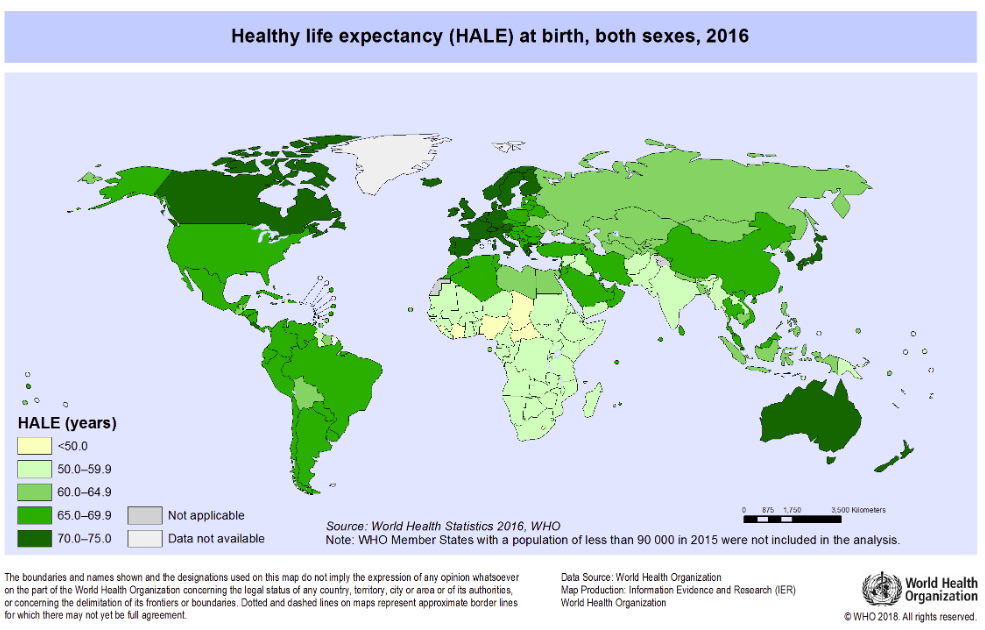 Healthy life expectancy (HALE) at birth, both sexes, 2016
HALE (years)
<50.0
50.0–59.9
60.0–64.9
65.0–69.9
70.0–75.0
Not applicable
Data not available
0 875 1,750 3,500 Kilometers
Source: World Health Statistics 2016, WHO
Note: WHO Member States with a population of less than 90 000 in 2015 were not included in the analysis.
The boundaries and names shown and the designations used on this map do not imply the expression of any opinion whatsoever
on the part of the World Health Organization concerning the legal status of any country, territory, city or area or of its authorities,
or concerning the delimitation of its frontiers or boundaries. Dotted and dashed lines on maps represent approximate border lines
for which there may not yet be full agreement.
Data Source: World Health Organization
Map Production: Information Evidence and Research (IER)
World Health Organization
World Health
Organization
© WHO 2018. All rights reserved.